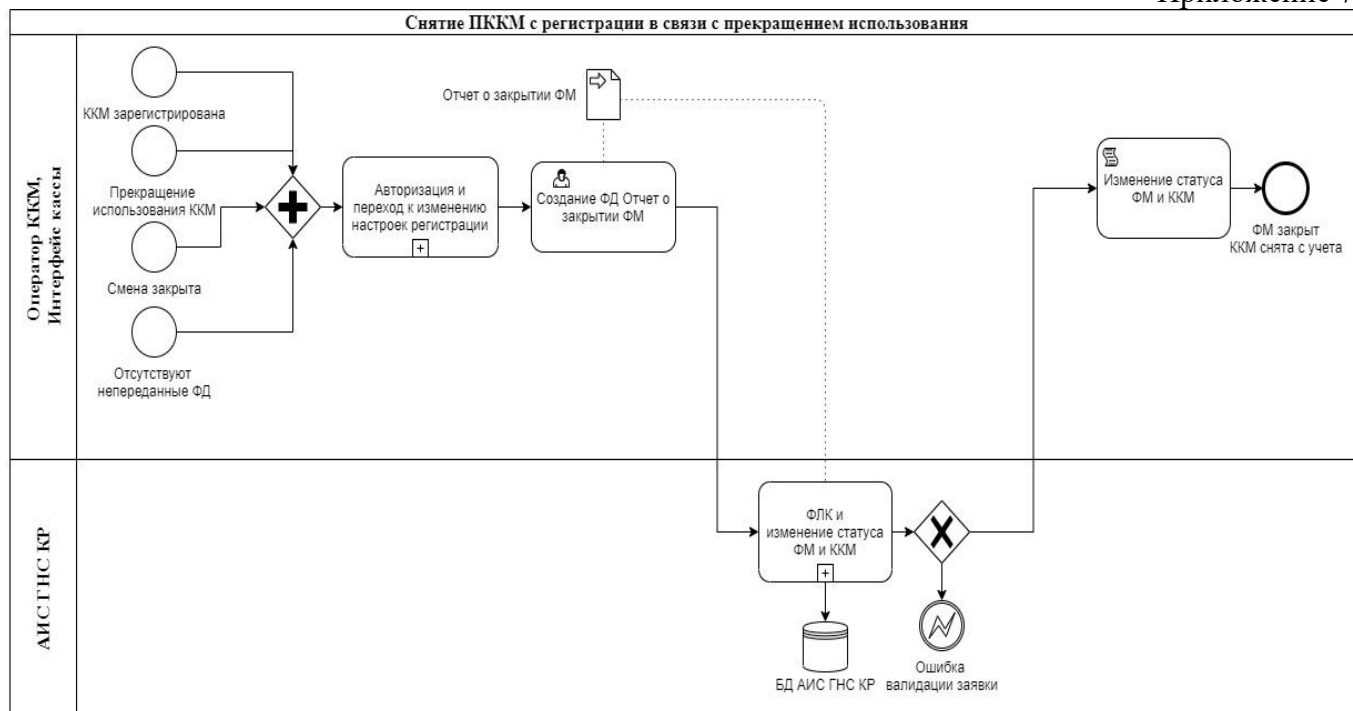 Приложение 7
Снятие ПККМ с регистрации в связи с прекращением использования
Оператор ККМ,
Интерфейс кассы
ККМ зарегистрирована
Прекращение
использования ККМ
Смена закрыта
Отсутствуют
непереданные ФД
Авторизация и
переход к изменению
настроек регистрации
Отчет о закрытии ФМ
Создание ФД Отчет о
закрытии ФМ
Изменение статуса
ФМ и ККМ
ФМ закрыт
ККМ снята с учета
АИС ГНС КР
ФЛК и
изменение статуса
ФМ и ККМ
БД АИС ГНС КР
Ошибка
валидации заявки